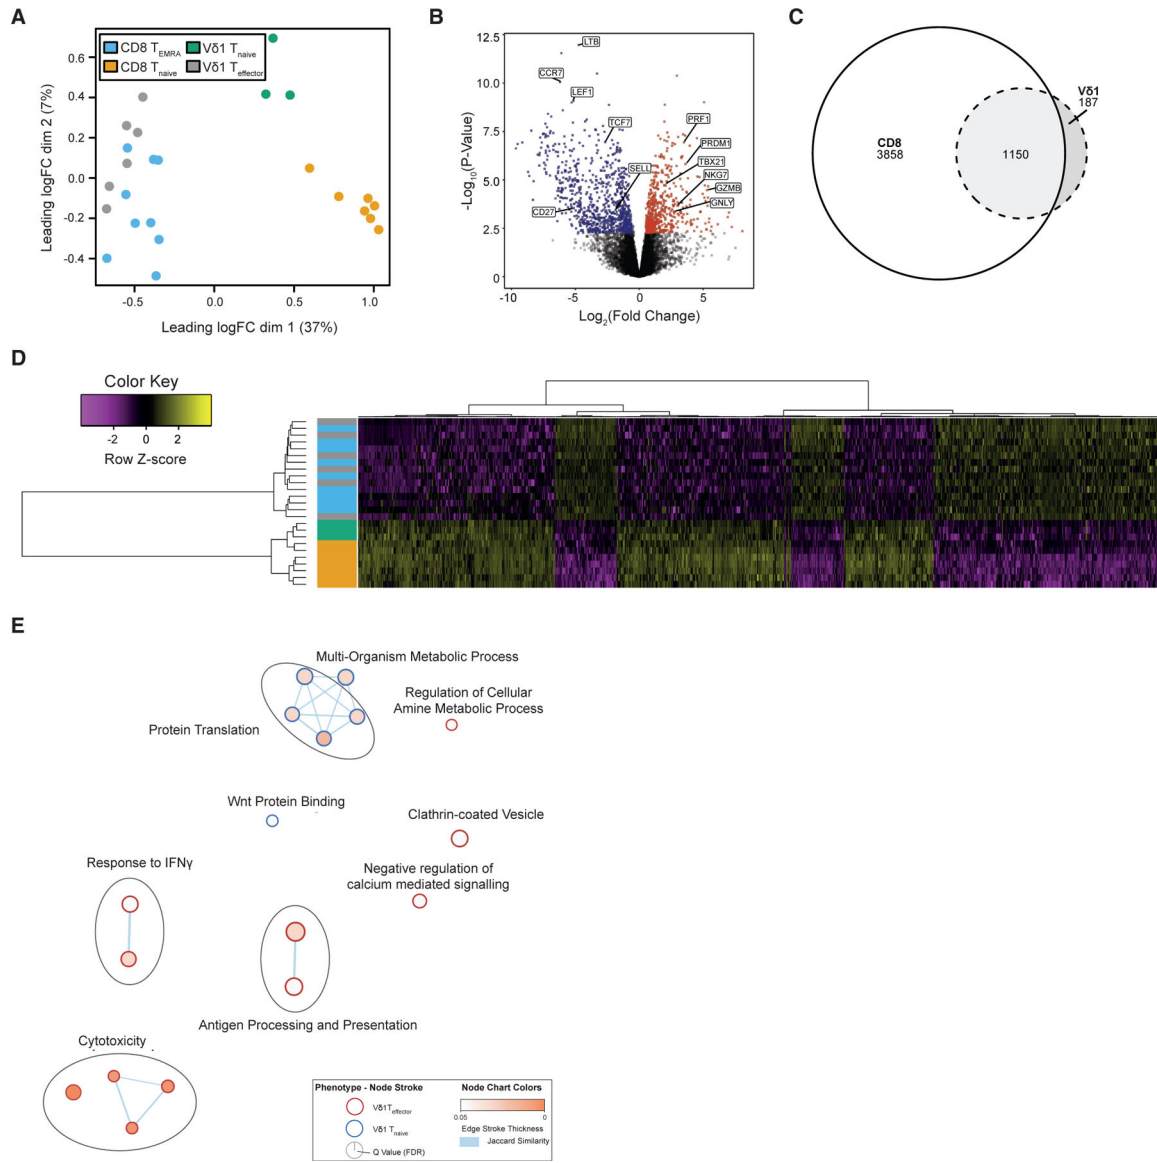 A
CD8 T_EMRA
Vδ1 T_naive
CD8 T_naive
Vδ1 T_effector
0.6
0.4
0.2
0.0
-0.2
-0.4
Leading logFC dim 2 (7%)
-0.5
0.0
0.5
1.0
Leading logFC dim 1 (37%)
B
12.5
10.0
7.5
5.0
2.5
0
-Log10(P-Value)
LTB
CCR7
LEF1
TCF7
PRF1
PRDM1
SELL
TBX21
NKG7
GZMB
CD27
GNLY
-10
-5
0
5
Log2(Fold Change)
C
Vδ1
187
CD8
3858
1150
D
Color Key
-2
0
2
Row Z-score
E
Multi-Organism Metabolic Process
Regulation of Cellular
Amine Metabolic Process
Protein Translation
Wnt Protein Binding
Clathrin-coated Vesicle
Response to IFNγ
Negative regulation of
calcium mediated signalling
Antigen Processing and Presentation
Cytotoxicity
Phenotype - Node Stroke
Vδ1T_effector
Vδ1 T_naive
Q Value (FDR)
Node Chart Colors
0.05
0
Edge Stroke Thickness
Jaccard Similarity